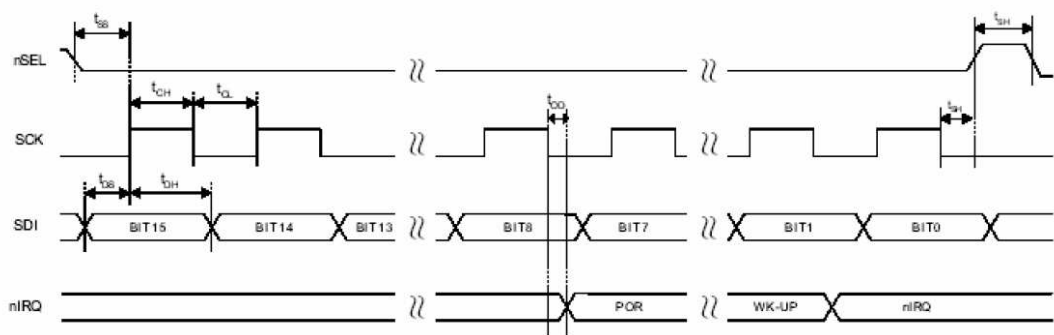 tSS tSH
nSEL
tCH tCL tOD tSH
SCK
tDS tDH
SDI BIT15 BIT14 BIT13 BIT8 BIT7 BIT1 BIT0
nIRQ POR WK-UP nIRQ